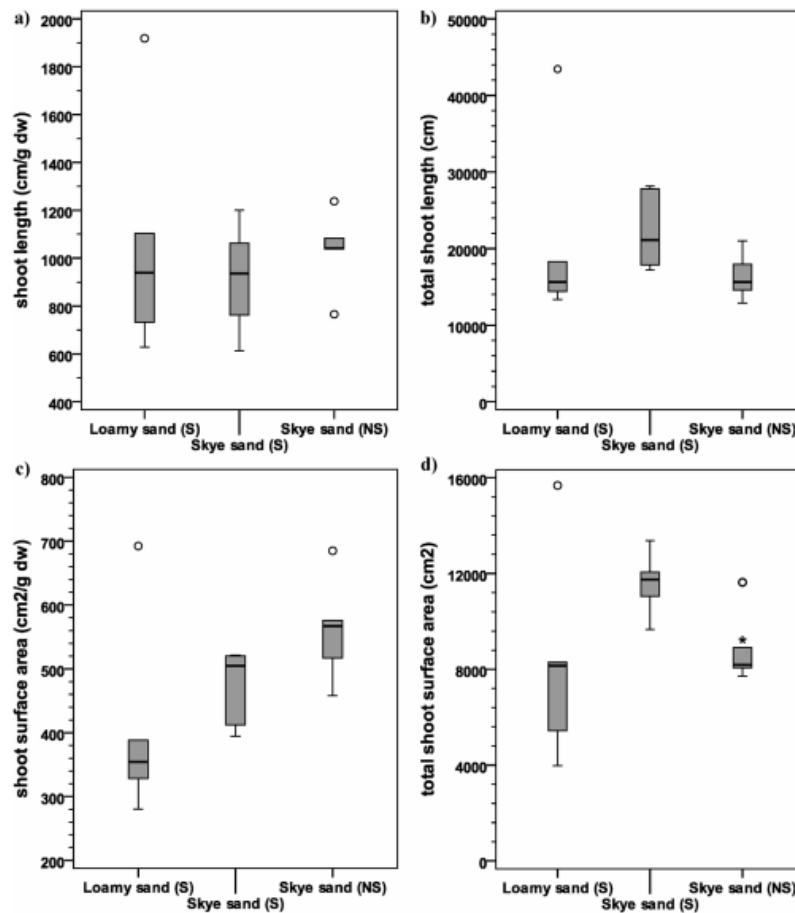 a)
shoot length (cm/g dw)
2000
1800
1600
1400
1200
1000
800
600
400
Loamy sand (S)
Skye sand (NS)
Skye sand (S)
b)
total shoot length (cm)
50000
40000
30000
20000
10000
0
Loamy sand (S)
Skye sand (NS)
Skye sand (S)
c)
shoot surface area (cm2/g dw)
800
700
600
500
400
300
200
Loamy sand (S)
Skye sand (NS)
Skye sand (S)
d)
total shoot surface area (cm2)
16000
12000
8000
4000
0
*
Loamy sand (S)
Skye sand (NS)
Skye sand (S)